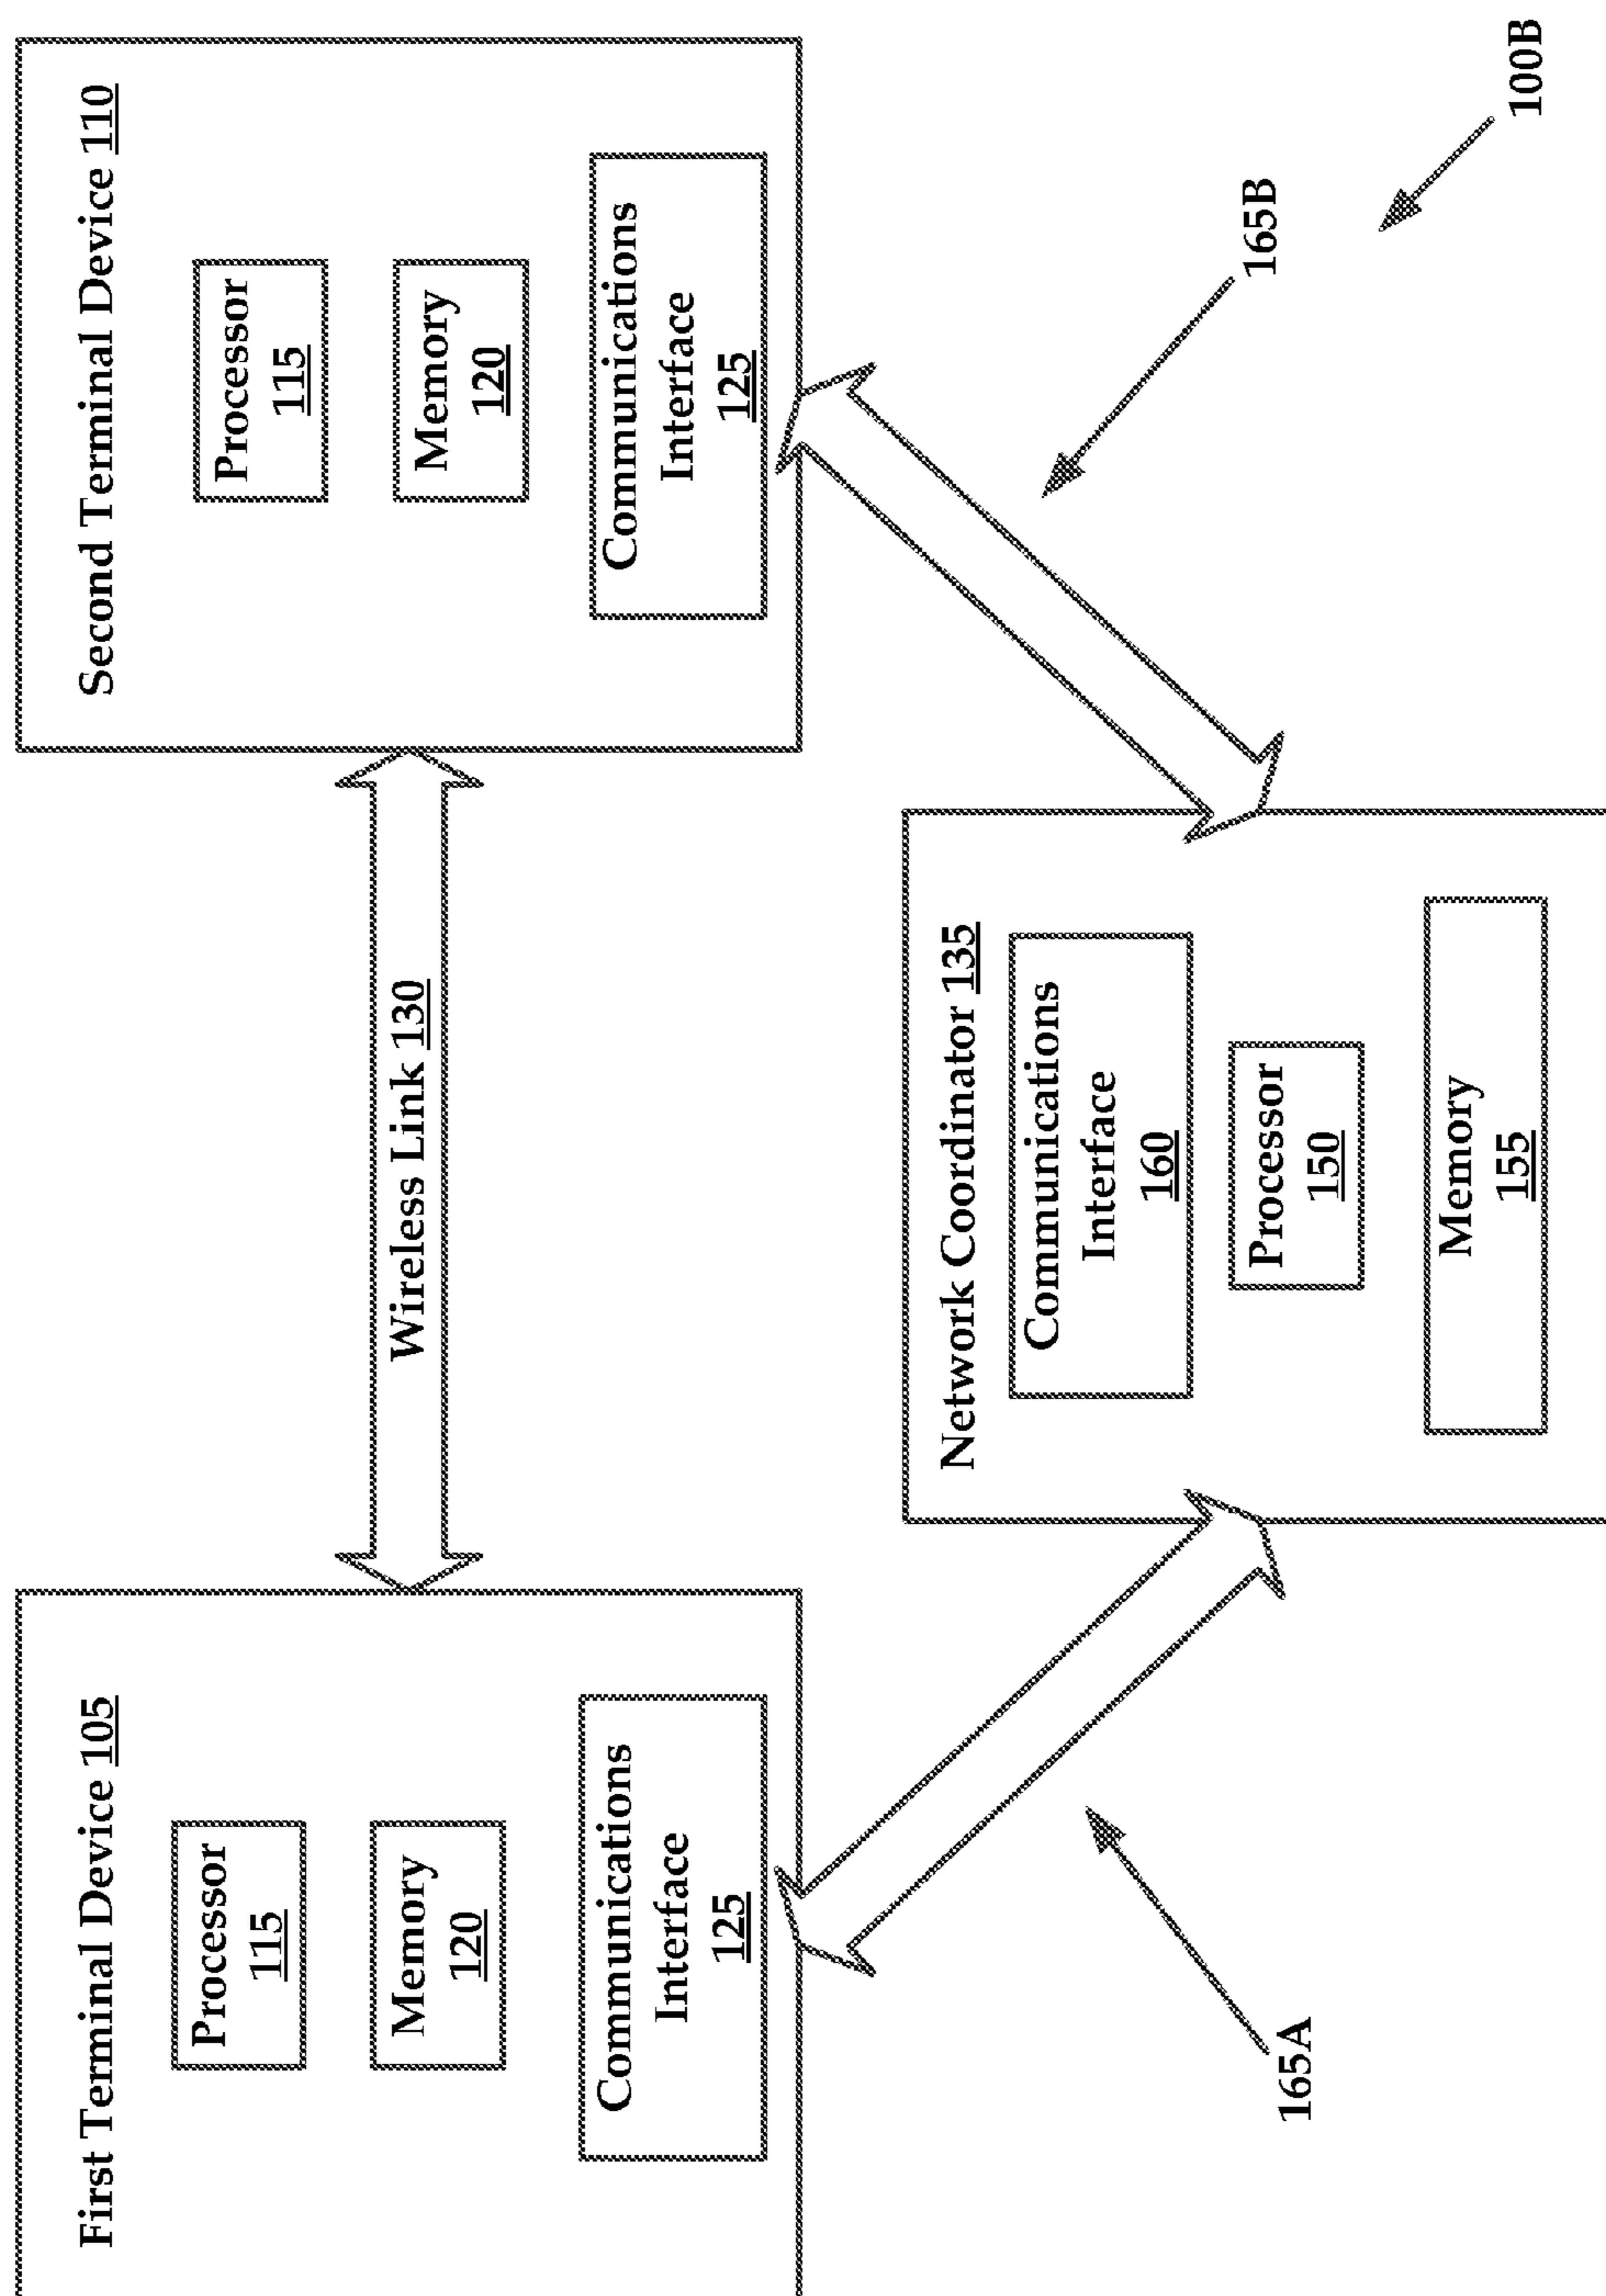 First Terminal Device 105
Processor
115
Memory
120
Communications
Interface
125
Wireless Link 130
Second Terminal Device 110
Processor
115
Memory
120
Communications
Interface
125
Network Coordinator 135
Communications
Interface
160
Processor
150
Memory
155
165A
165B
100B